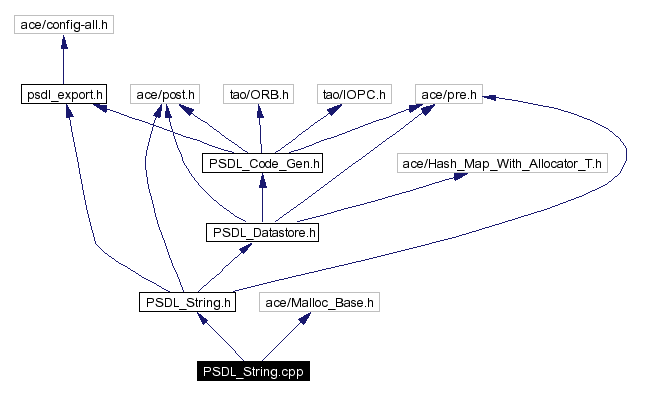 ace/config-all.h
psdl_export.h
ace/post.h
tao/ORB.h
tao/IOPC.h
ace/pre.h
PSDL_Code_Gen.h
ace/Hash_Map_With_Allocator_T.h
PSDL_Datastore.h
PSDL_String.h
ace/Malloc_Base.h
PSDL_String.cpp